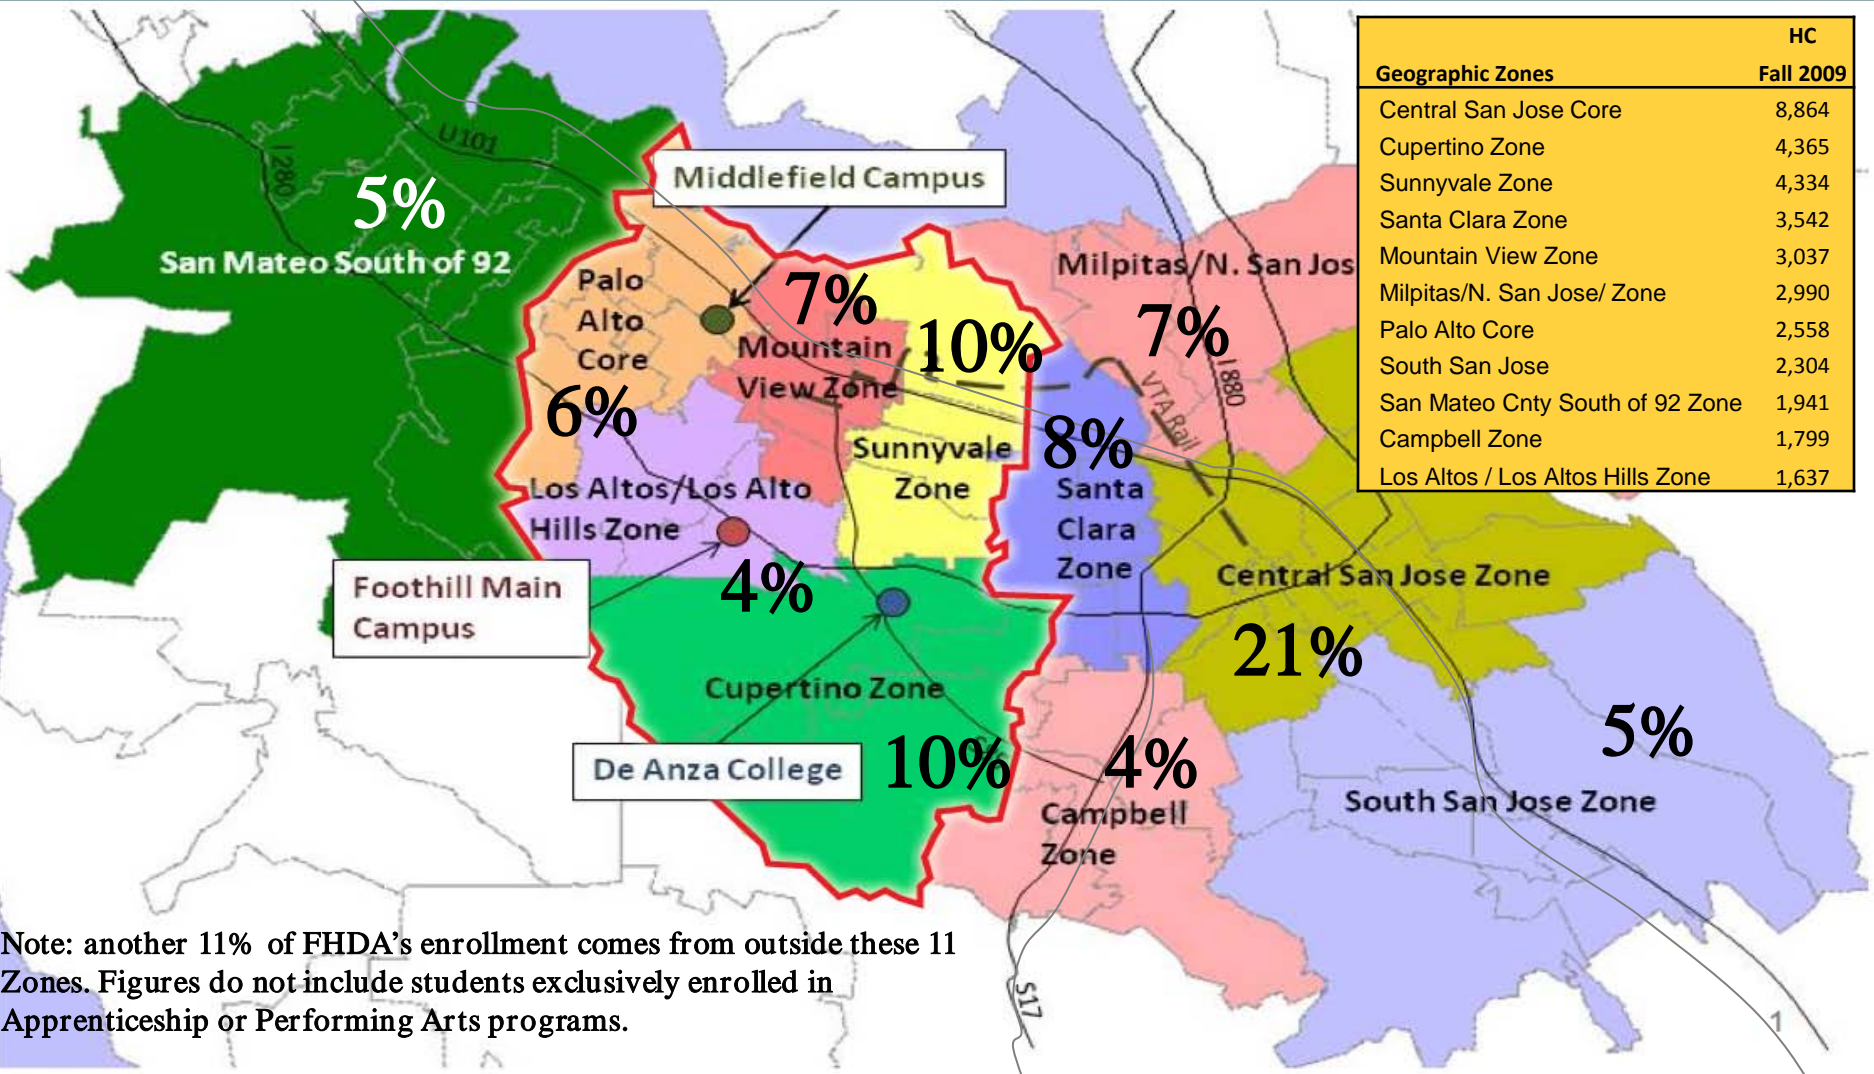 HC
Geographic Zones Fall 2009
Central San Jose Core 8,864
Cupertino Zone 4,365
Sunnyvale Zone 4,334
Santa Clara Zone 3,542
Mountain View Zone 3,037
Milpitas/N. San Jose/ Zone 2,990
Palo Alto Core 2,558
South San Jose 2,304
San Mateo Cnty South of 92 Zone 1,941
Campbell Zone 1,799
Los Altos / Los Altos Hills Zone 1,637
1
U101
I 280
5%
San Mateo South of 92
Middlefield Campus
Palo
Alto
Core
6%
7%
Mountain
View Zone
10%
Sunnyvale
Zone
Milpitas/N. San Jos
7%
I 880
VTA Rail
8%
Santa
Clara
Zone
Los Altos/Los Alto
Hills Zone
4%
Foothill Main
Campus
Central San Jose Zone
21%
Cupertino Zone
10%
De Anza College
4%
Campbell
Zone
5%
South San Jose Zone
S17
1
Note: another 11% of FHDA's enrollment comes from outside these 11
Zones. Figures do not include students exclusively enrolled in
Apprenticeship or Performing Arts programs.